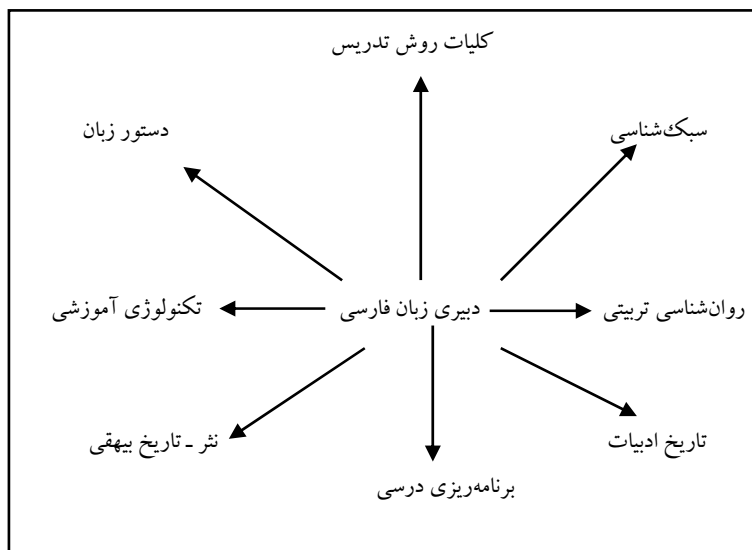 کلیات روش تدریس
سبک‌شناسی
دستور زبان
روان‌شناسی تربیتی
دبیری زبان فارسی
تکنولوژی آموزشی
تاریخ ادبیات
نثر ـ تاریخ بیهقی
برنامه‌ریزی درسی